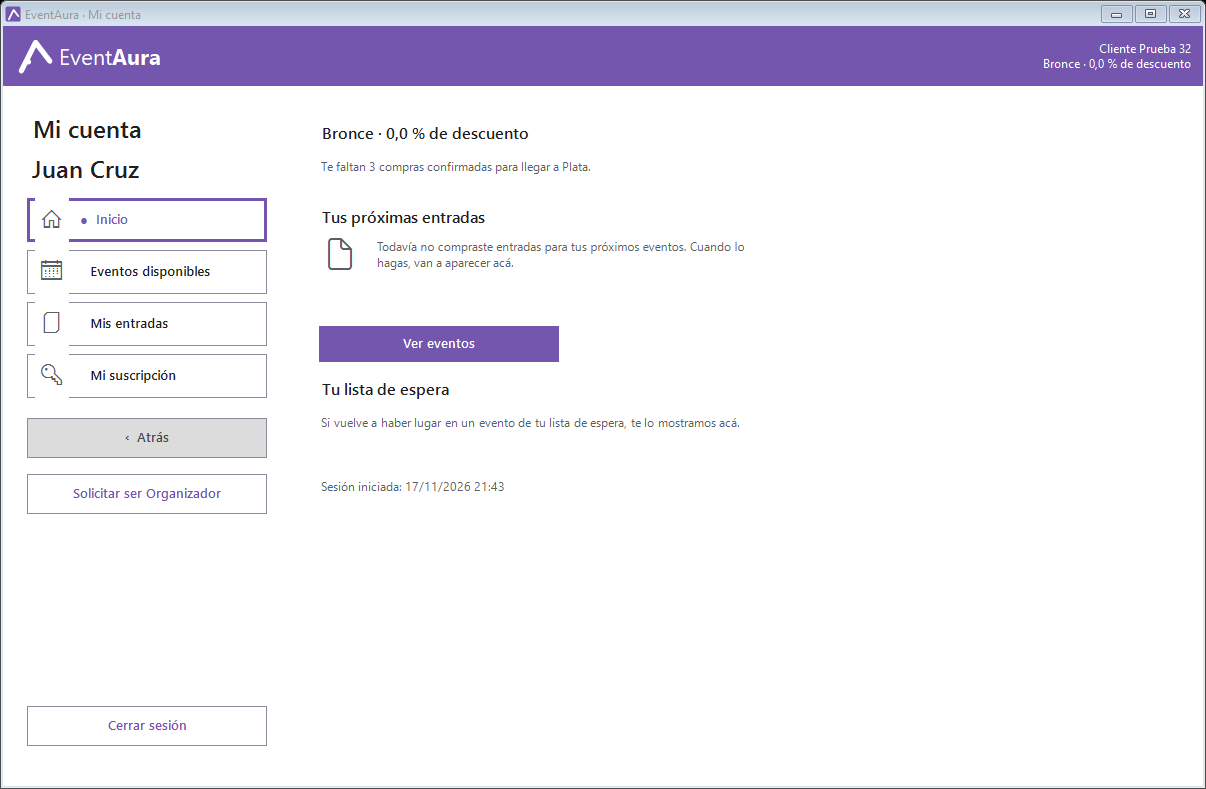 EventAura · Mi cuenta
EventAura
Cliente Prueba 32
Bronce · 0,0 % de descuento
Mi cuenta
Juan Cruz
● Inicio
Eventos disponibles
Mis entradas
Mi suscripción
‹ Atrás
Solicitar ser Organizador
Cerrar sesión
Bronce · 0,0 % de descuento
Te faltan 3 compras confirmadas para llegar a Plata.
Tus próximas entradas
Todavía no compraste entradas para tus próximos eventos. Cuando lo
hagas, van a aparecer acá.
Ver eventos
Tu lista de espera
Si vuelve a haber lugar en un evento de tu lista de espera, te lo mostramos acá.
Sesión iniciada: 17/11/2026 21:43